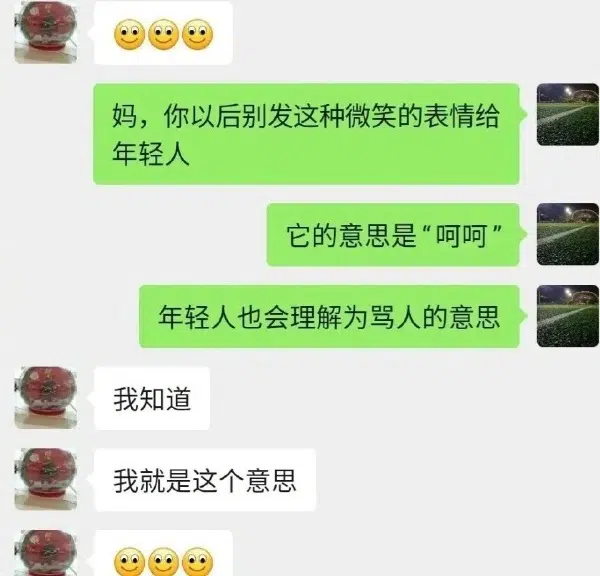 妈，你以后别发这种微笑的表情给
年轻人
它的意思是“呵呵”
年轻人也会理解为骂人的意思
我知道
我就是这个意思